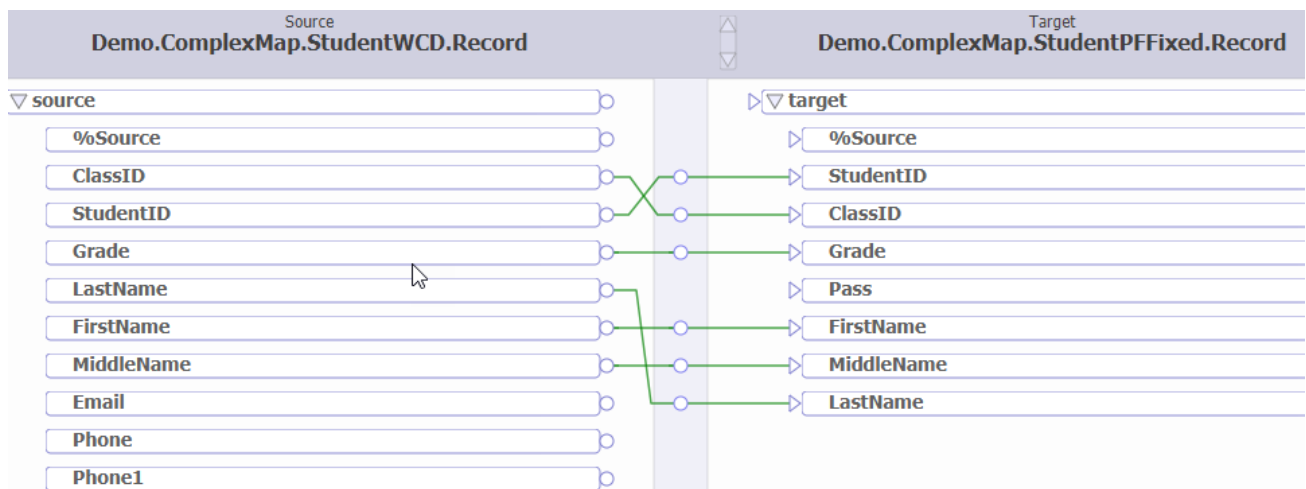 Source
Demo.ComplexMap.StudentWCD.Record
Target
Demo.ComplexMap.StudentPFFixed.Record
source
%Source
ClassID
StudentID
Grade
LastName
FirstName
MiddleName
Email
Phone
Phone1
target
%Source
StudentID
ClassID
Grade
Pass
FirstName
MiddleName
LastName